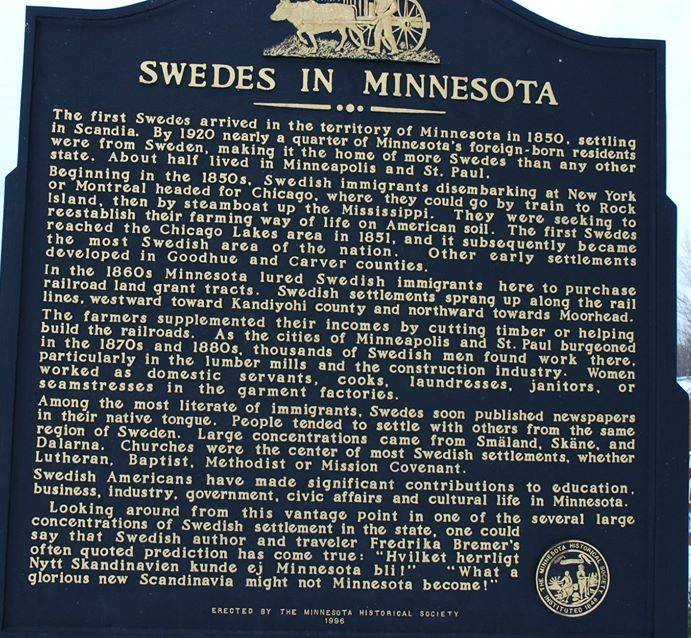 SWEDES IN MINNESOTA
The first Swedes arrived in the territory of Minnesota in 1850, settling
in Scandia. By 1920 nearly a quarter of Minnesota's foreign-born residents
were from Sweden, making it the home of more Swedes than any other
state. About half lived in Minneapolis and St. Paul.
Beginning in the 1850s, Swedish immigrants disembarking at New York
or Montreal headed for Chicago, where they could go by train to Rock
Island, then by steamboat up the Mississippi. They were seeking to
reestablish their farming way of life on American soil. The first Swedes
reached the Chicago Lakes area in 1851, and it subsequently became
the most Swedish area of the nation. Other early settlements
developed in Goodhue and Carver counties.
In the 1860s Minnesota lured Swedish immigrants here to purchase
railroad land grant tracts. Swedish settlements sprang up along the rail
lines, westward toward Kandiyohi county and northward towards Moorhead.
The farmers supplemented their incomes by cutting timber or helping
build the railroads. As the cities of Minneapolis and St. Paul burgeoned
in the 1870s and 1880s, thousands of Swedish men found work there,
particularly in the lumber mills and the construction industry. Women
worked as domestic servants, cooks, laundresses, janitors, or
seamstresses in the garment factories.
Among the most literate of immigrants, Swedes soon published newspapers
in their native tongue. People tended to settle with others from the same
region of Sweden. Large concentrations came from Småland, Skåne, and
Dalarna. Churches were the center of most Swedish settlements, whether
Lutheran, Baptist, Methodist or Mission Covenant.
Swedish Americans have made significant contributions to education,
business, industry, government, civic affairs and cultural life in Minnesota.
Looking around from this vantage point in one of the several large
concentrations of Swedish settlement in the state, one could
say that Swedish author and traveler Fredrika Bremer's
often quoted prediction has come true: "Hvilket herrligt
Nytt Skandinavien kunde ej Minnesota bli!" "What a
glorious new Scandinavia might not Minnesota become!"
THE MINNESOTA HISTORICAL SOCIETY
INSTITUTED 1849
ERECTED BY THE MINNESOTA HISTORICAL SOCIETY
1996